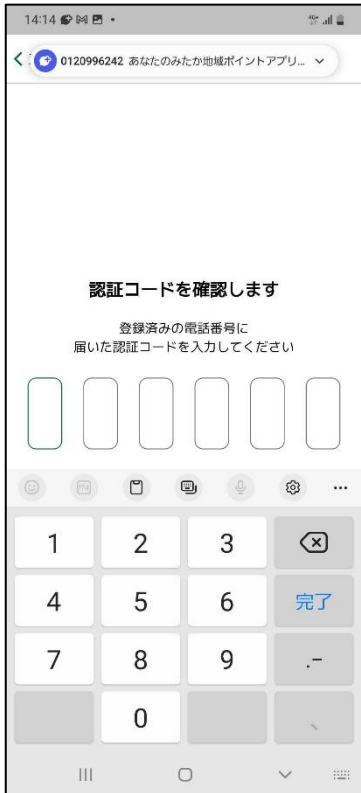 14:14
0120996242 あなたのみたか地域ポイントアプリ...
認証コードを確認します
登録済みの電話番号に
届いた認証コードを入力してください
1 2 3
4 5 6 完了
7 8 9 .-
0 、